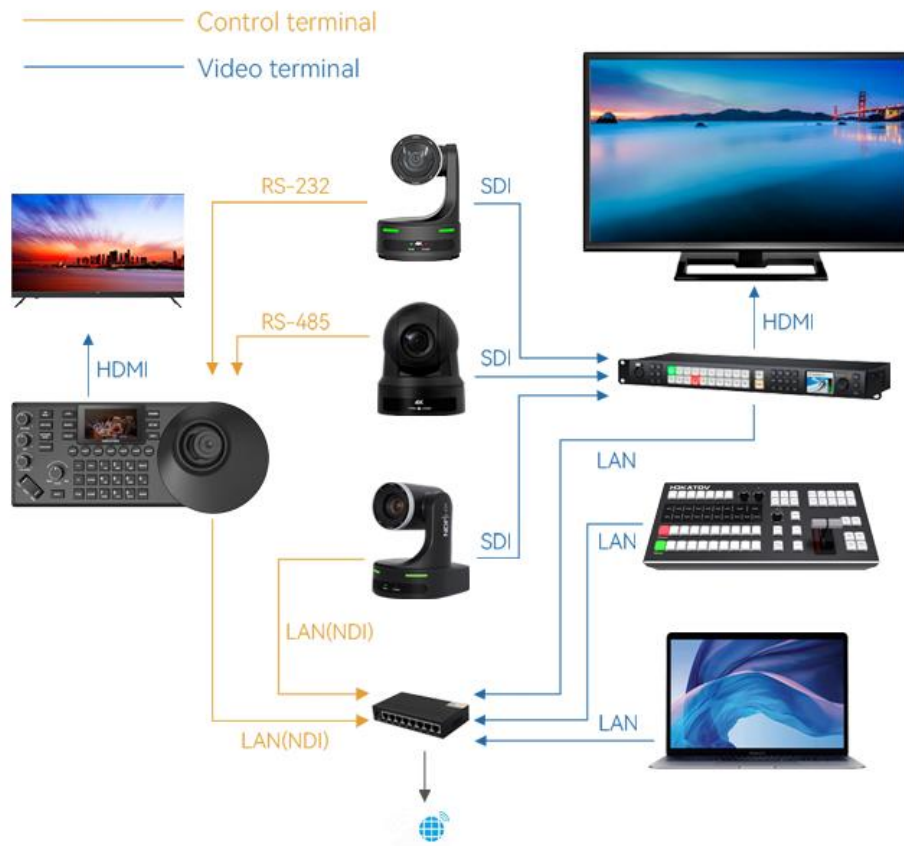 Control terminal
Video terminal
RS-232
SDI
RS-485
SDI
HDMI
HDMI
LAN
SDI
LAN
LAN(NDI)
LAN
LAN(NDI)